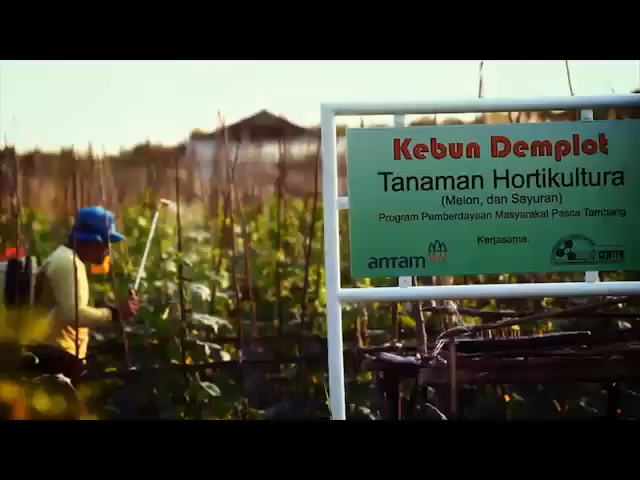 Kebun Demplot
Tanaman Hortikultura
(Melon, dan Sayuran)
Program Pemberdayaan Masyarakat Pasca Tambang
Kerjasama:
antam
CENTER